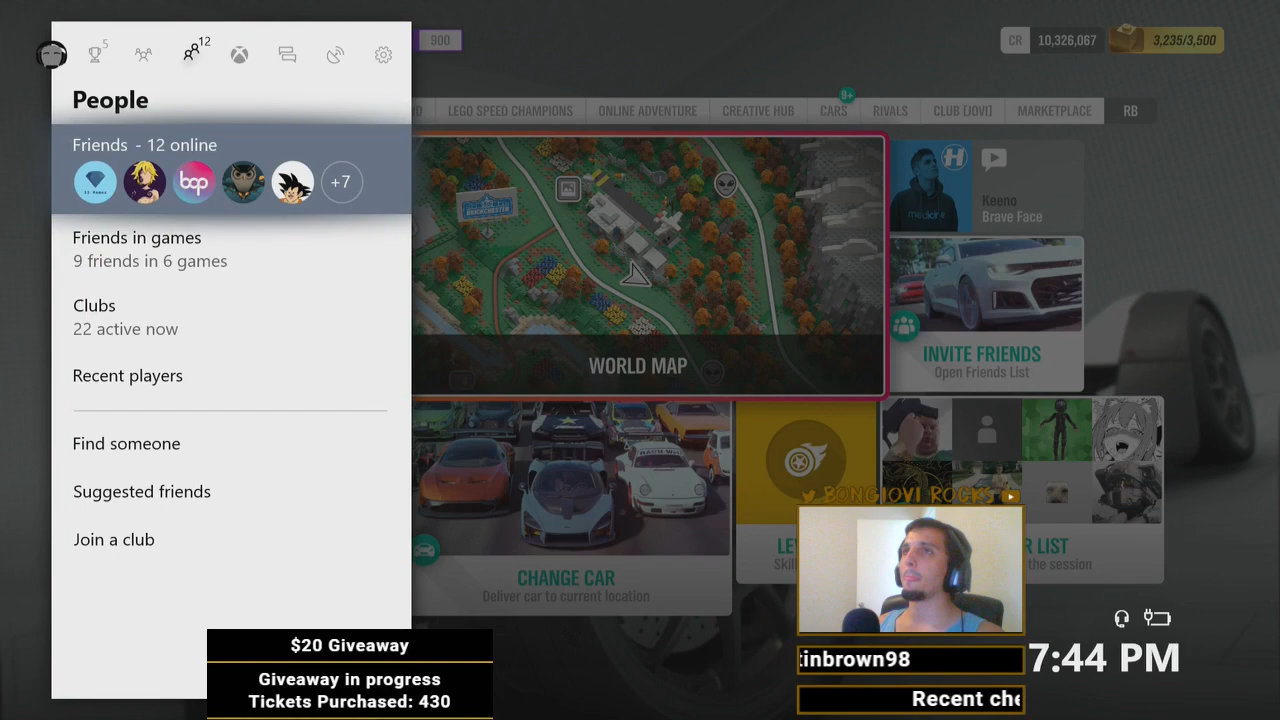 5
12
People
Friends - 12 online
bop
+7
Friends in games
9 friends in 6 games
Clubs
22 active now
Recent players
Find someone
Suggested friends
Join a club
900
CR 10,326,067
3,235/3,500
LEGO SPEED CHAMPIONS
ONLINE ADVENTURE
CREATIVE HUB
CARS
9+
RIVALS
CLUB [JOVI]
MARKETPLACE
RB
WORLD MAP
Keeno
Brave Face
INVITE FRIENDS
Open Friends List
CHANGE CAR
Deliver car to current location
BONGIOVI ROCKS
R LIST
the session
$20 Giveaway
Giveaway in progress
Tickets Purchased: 430
tinbrown98
Recent che
7:44 PM